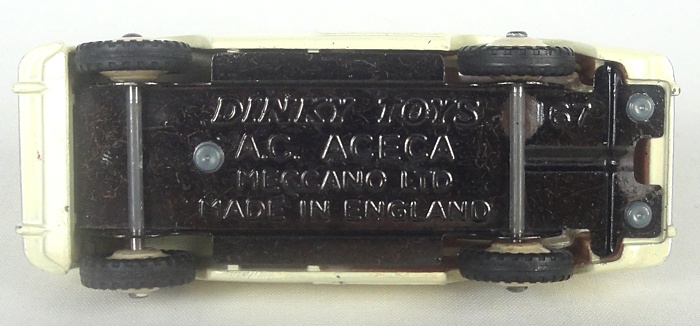 DINKY TOYS 167
A.C. ACECA
MECCANO LTD
MADE IN ENGLAND